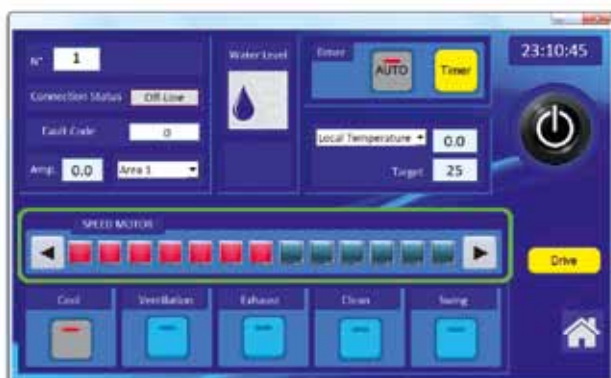 N° 1
Connection Status Off-Line
Fault Code 0
Amp. 0.0 Area 1
Water Level
Timer
AUTO
Timer
23:10:45
Local Temperature 0.0
Target 25
SPEED MOTOR
Drive
Cool
Ventilation
Exhaust
Clean
Swing